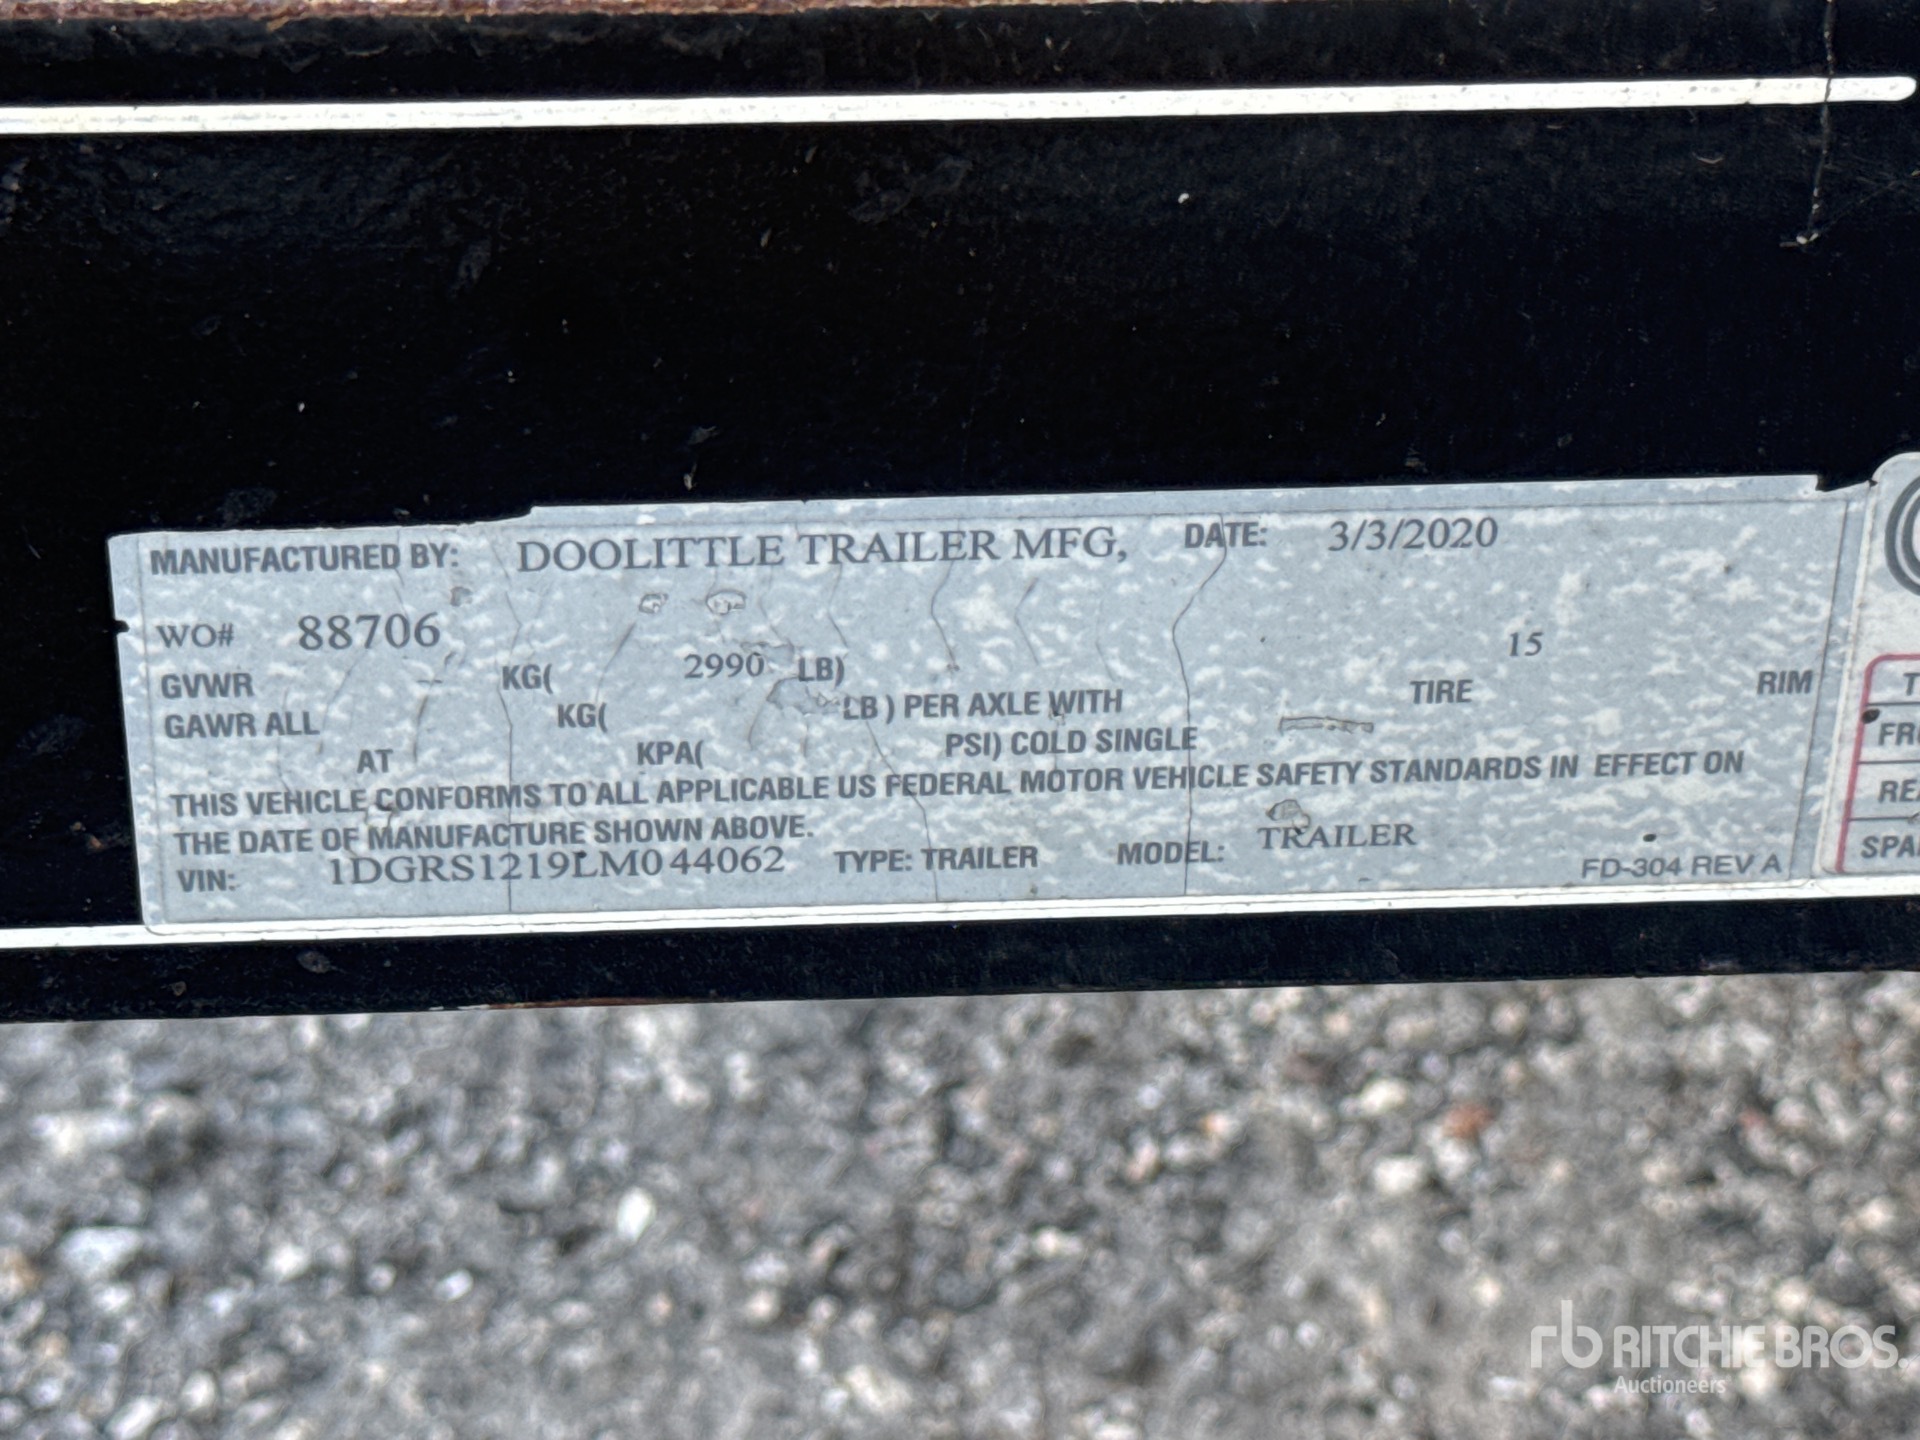 MANUFACTURED BY: DOOLITTLE TRAILER MFG, DATE: 3/3/2020
WO# 88706
15
GVWR KG( 2990 LB) TIRE RIM
GAWR ALL KG( LB ) PER AXLE WITH
AT KPA( PSI) COLD SINGLE
THIS VEHICLE CONFORMS TO ALL APPLICABLE US FEDERAL MOTOR VEHICLE SAFETY STANDARDS IN EFFECT ON
THE DATE OF MANUFACTURE SHOWN ABOVE.
VIN: 1DGRS1219LM044062 TYPE: TRAILER MODEL: TRAILER
FD-304 REV A
rb RITCHIE BROS.
Auctioneers